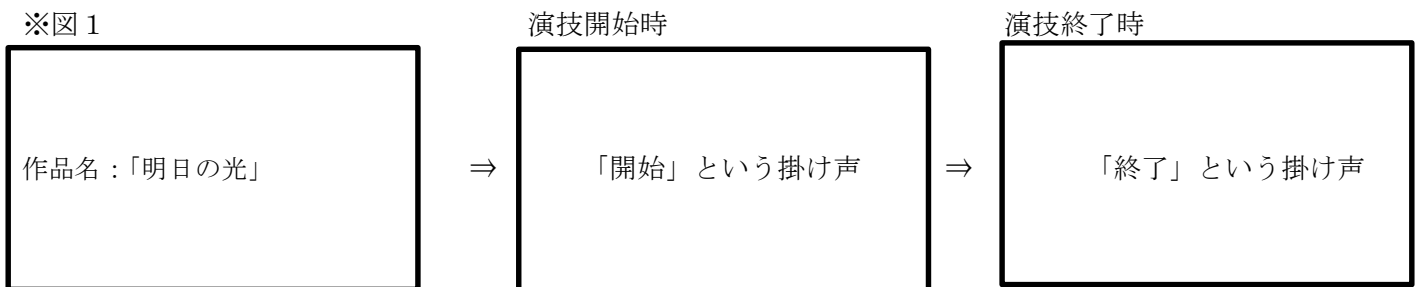 ※図１ 演技開始時 演技終了時
作品名：「明日の光」 ⇒ 「開始」という掛け声 ⇒ 「終了」という掛け声